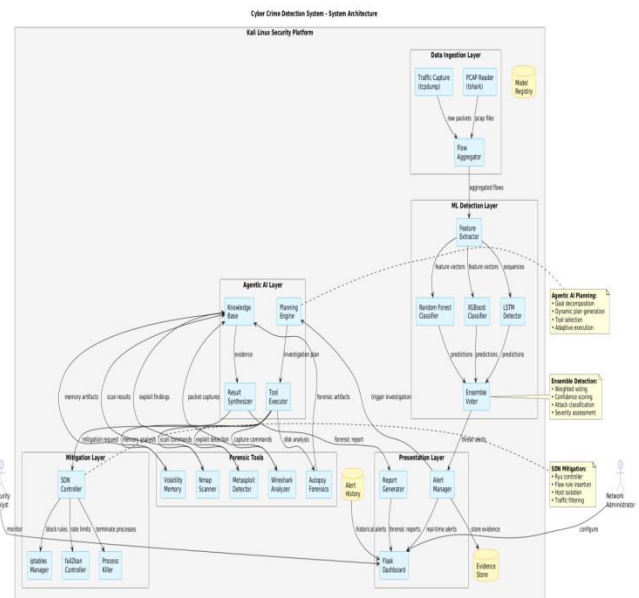 Cyber Crime Detection System - System Architecture
Kali Linux Security Platform
Data Ingestion Layer
Traffic Capture
(tcpdump)
PCAP Reader
(tshark)
Model
Registry
raw packets
pcap files
Flow
Aggregator
aggregated flows
ML Detection Layer
Feature
Extractor
feature vectors
feature vectors
sequences
Random Forest
Classifier
XGBoost
Classifier
LSTM
Detector
predictions
predictions
predictions
Ensemble
Voter
Agentic AI Layer
Knowledge
Base
Planning
Engine
evidence
investigation plan
Result
Synthesizer
Tool
Executor
Agentic AI Planning:
• Goal decomposition
• Dynamic plan generation
• Tool selection
• Adaptive execution
Ensemble Detection:
• Weighted voting
• Confidence scoring
• Attack classification
• Severity assessment
SDN Mitigation:
• Ryu controller
• Flow rule insertion
• Host isolation
• Traffic filtering
memory artifacts
scan results
exploit findings
packet captures
forensic artifacts
trigger investigation
mitigation request
memory analysis
scan commands
exploit detection
capture commands
disk analysis
forensic report
threat alerts
Mitigation Layer
SDN
Controller
block rules
rate limits
terminate processes
iptables
Manager
fail2ban
Controller
Process
Killer
Forensic Tools
Volatility
Memory
Nmap
Scanner
Metasploit
Detector
Wireshark
Analyzer
Autopsy
Forensics
Alert
History
Presentation Layer
Report
Generator
Alert
Manager
historical alerts
forensic reports
real-time alerts
store evidence
Flask
Dashboard
Evidence
Store
monitor
configure
urity
lyst
Network
Administrator